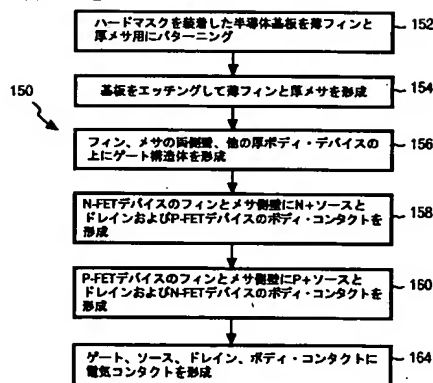 ハードマスクを装着した半導体基板を薄フィンと
厚メサ用にパターニング
152
150
基板をエッチングして薄フィンと厚メサを形成
154
フィン、メサの両側壁、他の厚ボディ・デバイスの
上にゲート構造体を形成
156
N-FETデバイスのフィンとメサ側壁にN+ソースと
ドレインおよびP-FETデバイスのボディ・コンタクトを
形成
158
P-FETデバイスのフィンとメサ側壁にP+ソースと
ドレインおよびN-FETデバイスのボディ・コンタクトを
形成
160
ゲート、ソース、ドレイン、ボディ・コンタクトに
電気コンタクトを形成
164